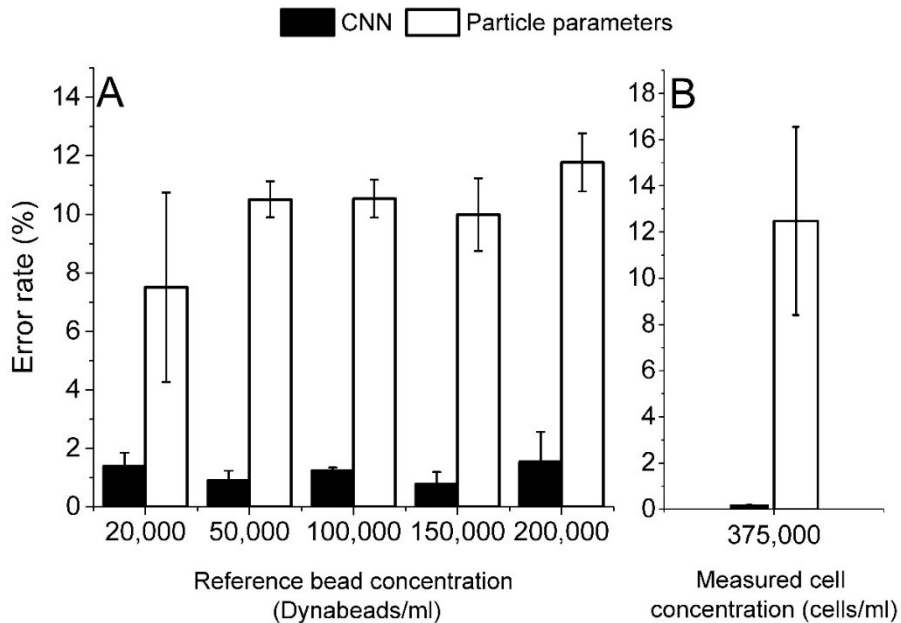 CNN Particle parameters
A
14
12
10
8
6
4
2
0
Error rate (%)
20,000 50,000 100,000 150,000 200,000
Reference bead concentration
(Dynabeads/ml)
B
18
16
14
12
10
8
6
4
2
0
375,000
Measured cell
concentration (cells/ml)